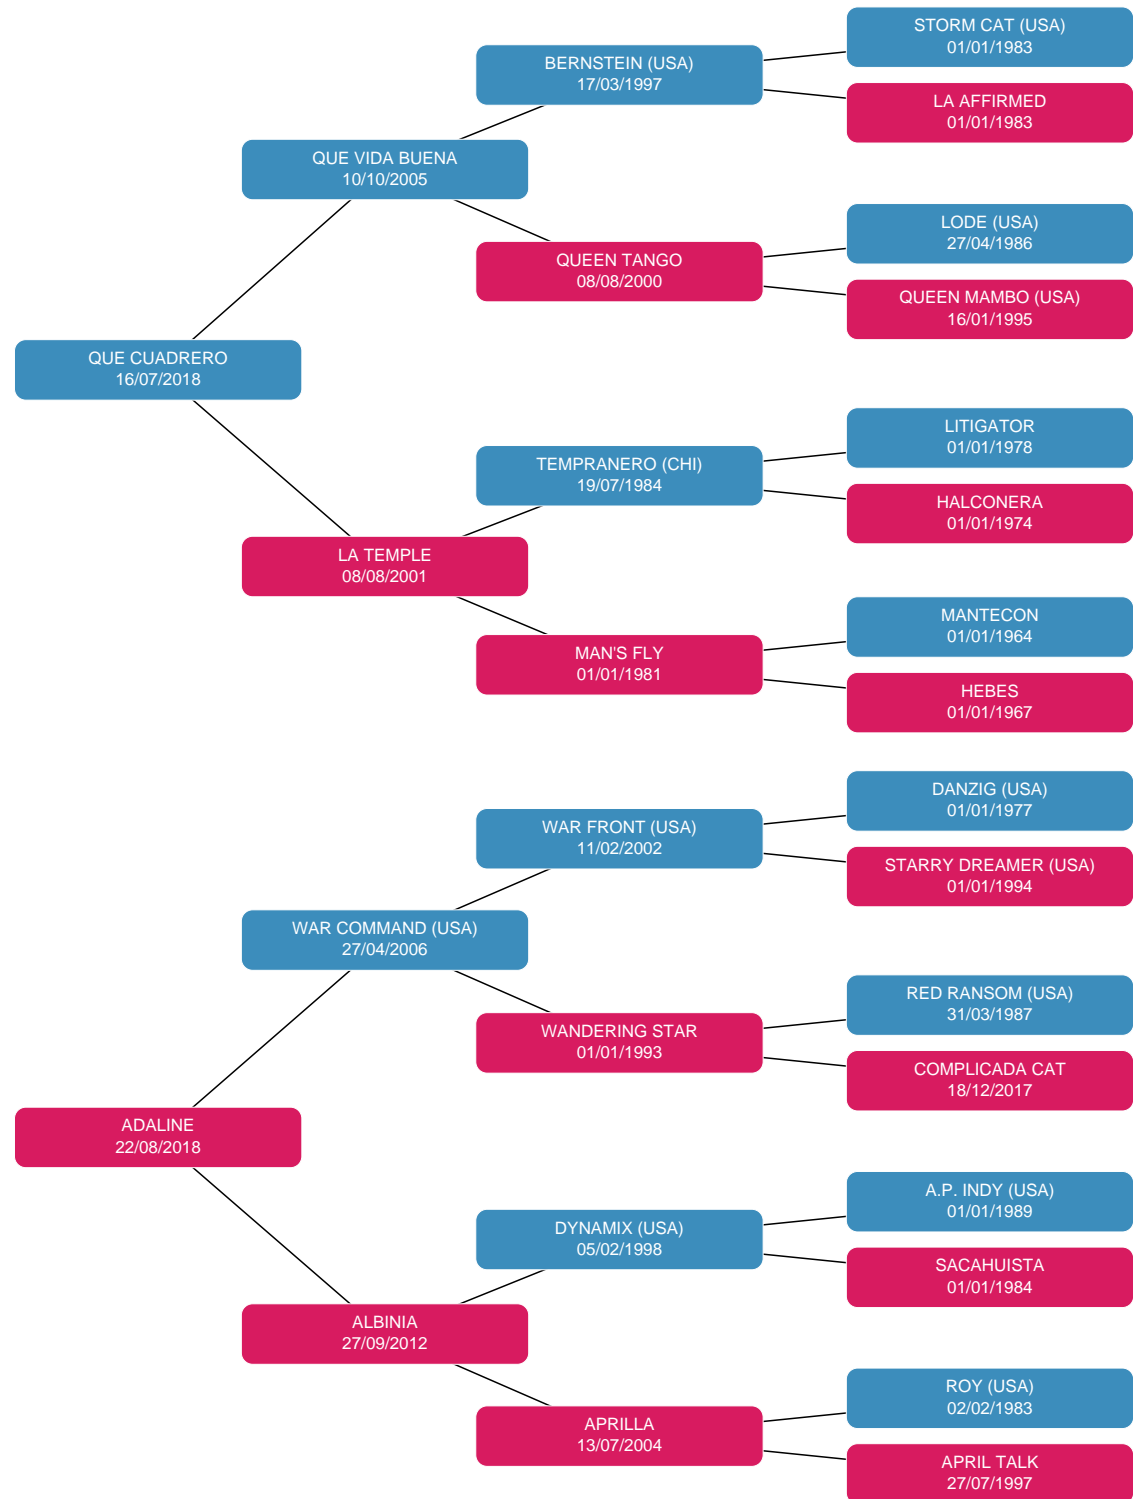 STORM CAT (USA)
01/01/1983
BERNSTEIN (USA)
17/03/1997
LA AFFIRMED
01/01/1983
QUE VIDA BUENA
10/10/2005
LODE (USA)
27/04/1986
QUEEN TANGO
08/08/2000
QUEEN MAMBO (USA)
16/01/1995
QUE CUADRERO
16/07/2018
LITIGATOR
01/01/1978
TEMPRANERO (CHI)
19/07/1984
HALCONERA
01/01/1974
LA TEMPLE
08/08/2001
MANTECON
01/01/1964
MAN'S FLY
01/01/1981
HEBES
01/01/1967
DANZIG (USA)
01/01/1977
WAR FRONT (USA)
11/02/2002
STARRY DREAMER (USA)
01/01/1994
WAR COMMAND (USA)
27/04/2006
RED RANSOM (USA)
31/03/1987
WANDERING STAR
01/01/1993
COMPLICADA CAT
18/12/2017
ADALINE
22/08/2018
A.P. INDY (USA)
01/01/1989
DYNAMIX (USA)
05/02/1998
SACAHUISTA
01/01/1984
ALBINIA
27/09/2012
ROY (USA)
02/02/1983
APRILLA
13/07/2004
APRIL TALK
27/07/1997